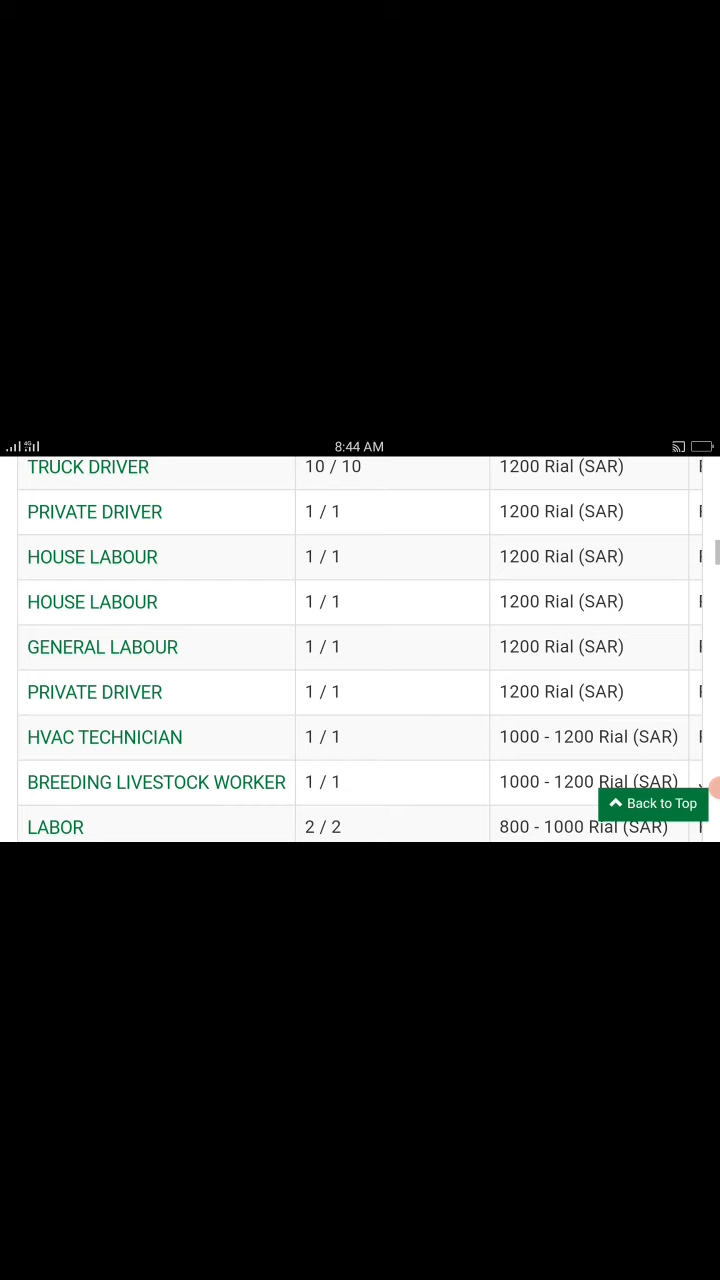 8:44 AM
TRUCK DRIVER 10 / 10 1200 Rial (SAR)
PRIVATE DRIVER 1 / 1 1200 Rial (SAR)
HOUSE LABOUR 1 / 1 1200 Rial (SAR)
HOUSE LABOUR 1 / 1 1200 Rial (SAR)
GENERAL LABOUR 1 / 1 1200 Rial (SAR)
PRIVATE DRIVER 1 / 1 1200 Rial (SAR)
HVAC TECHNICIAN 1 / 1 1000 - 1200 Rial (SAR)
BREEDING LIVESTOCK WORKER 1 / 1 1000 - 1200 Rial (SAR)
Back to Top
LABOR 2 / 2 800 - 1000 Rial (SAR)